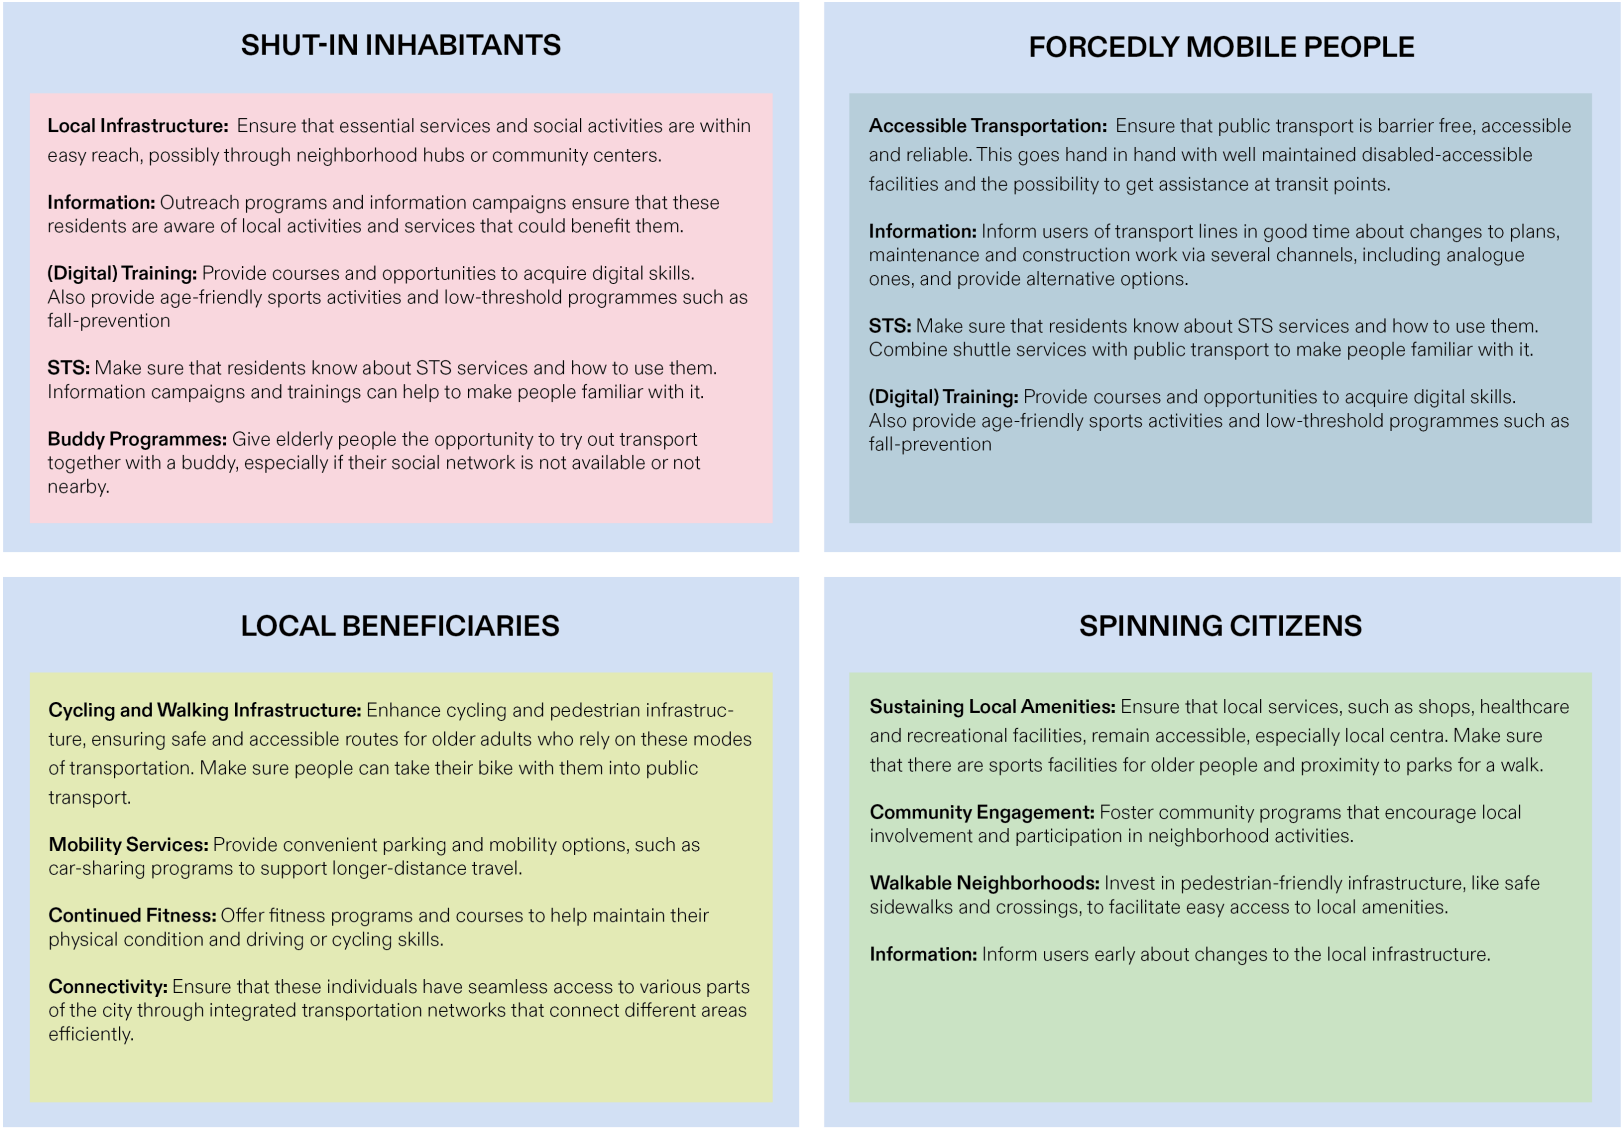 SHUT-IN INHABITANTS
Local Infrastructure: Ensure that essential services and social activities are within
easy reach, possibly through neighborhood hubs or community centers.
Information: Outreach programs and information campaigns ensure that these
residents are aware of local activities and services that could benefit them.
(Digital) Training: Provide courses and opportunities to acquire digital skills.
Also provide age-friendly sports activities and low-threshold programmes such as
fall-prevention
STS: Make sure that residents know about STS services and how to use them.
Information campaigns and trainings can help to make people familiar with it.
Buddy Programmes: Give elderly people the opportunity to try out transport
together with a buddy, especially if their social network is not available or not
nearby.
FORCEDLY MOBILE PEOPLE
Accessible Transportation: Ensure that public transport is barrier free, accessible
and reliable. This goes hand in hand with well maintained disabled-accessible
facilities and the possibility to get assistance at transit points.
Information: Inform users of transport lines in good time about changes to plans,
maintenance and construction work via several channels, including analogue
ones, and provide alternative options.
STS: Make sure that residents know about STS services and how to use them.
Combine shuttle services with public transport to make people familiar with it.
(Digital) Training: Provide courses and opportunities to acquire digital skills.
Also provide age-friendly sports activities and low-threshold programmes such as
fall-prevention
LOCAL BENEFICIARIES
Cycling and Walking Infrastructure: Enhance cycling and pedestrian infrastruc-
ture, ensuring safe and accessible routes for older adults who rely on these modes
of transportation. Make sure people can take their bike with them into public
transport.
Mobility Services: Provide convenient parking and mobility options, such as
car-sharing programs to support longer-distance travel.
Continued Fitness: Offer fitness programs and courses to help maintain their
physical condition and driving or cycling skills.
Connectivity: Ensure that these individuals have seamless access to various parts
of the city through integrated transportation networks that connect different areas
efficiently.
SPINNING CITIZENS
Sustaining Local Amenities: Ensure that local services, such as shops, healthcare
and recreational facilities, remain accessible, especially local centra. Make sure
that there are sports facilities for older people and proximity to parks for a walk.
Community Engagement: Foster community programs that encourage local
involvement and participation in neighborhood activities.
Walkable Neighborhoods: Invest in pedestrian-friendly infrastructure, like safe
sidewalks and crossings, to facilitate easy access to local amenities.
Information: Inform users early about changes to the local infrastructure.